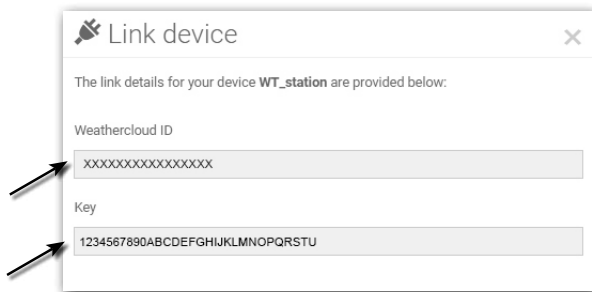 Link device
The link details for your device WT_station are provided below:
Weathercloud ID
XXXXXXXXXXXXXXXX
Key
1234567890ABCDEFGHIJKLMNOPQRSTU